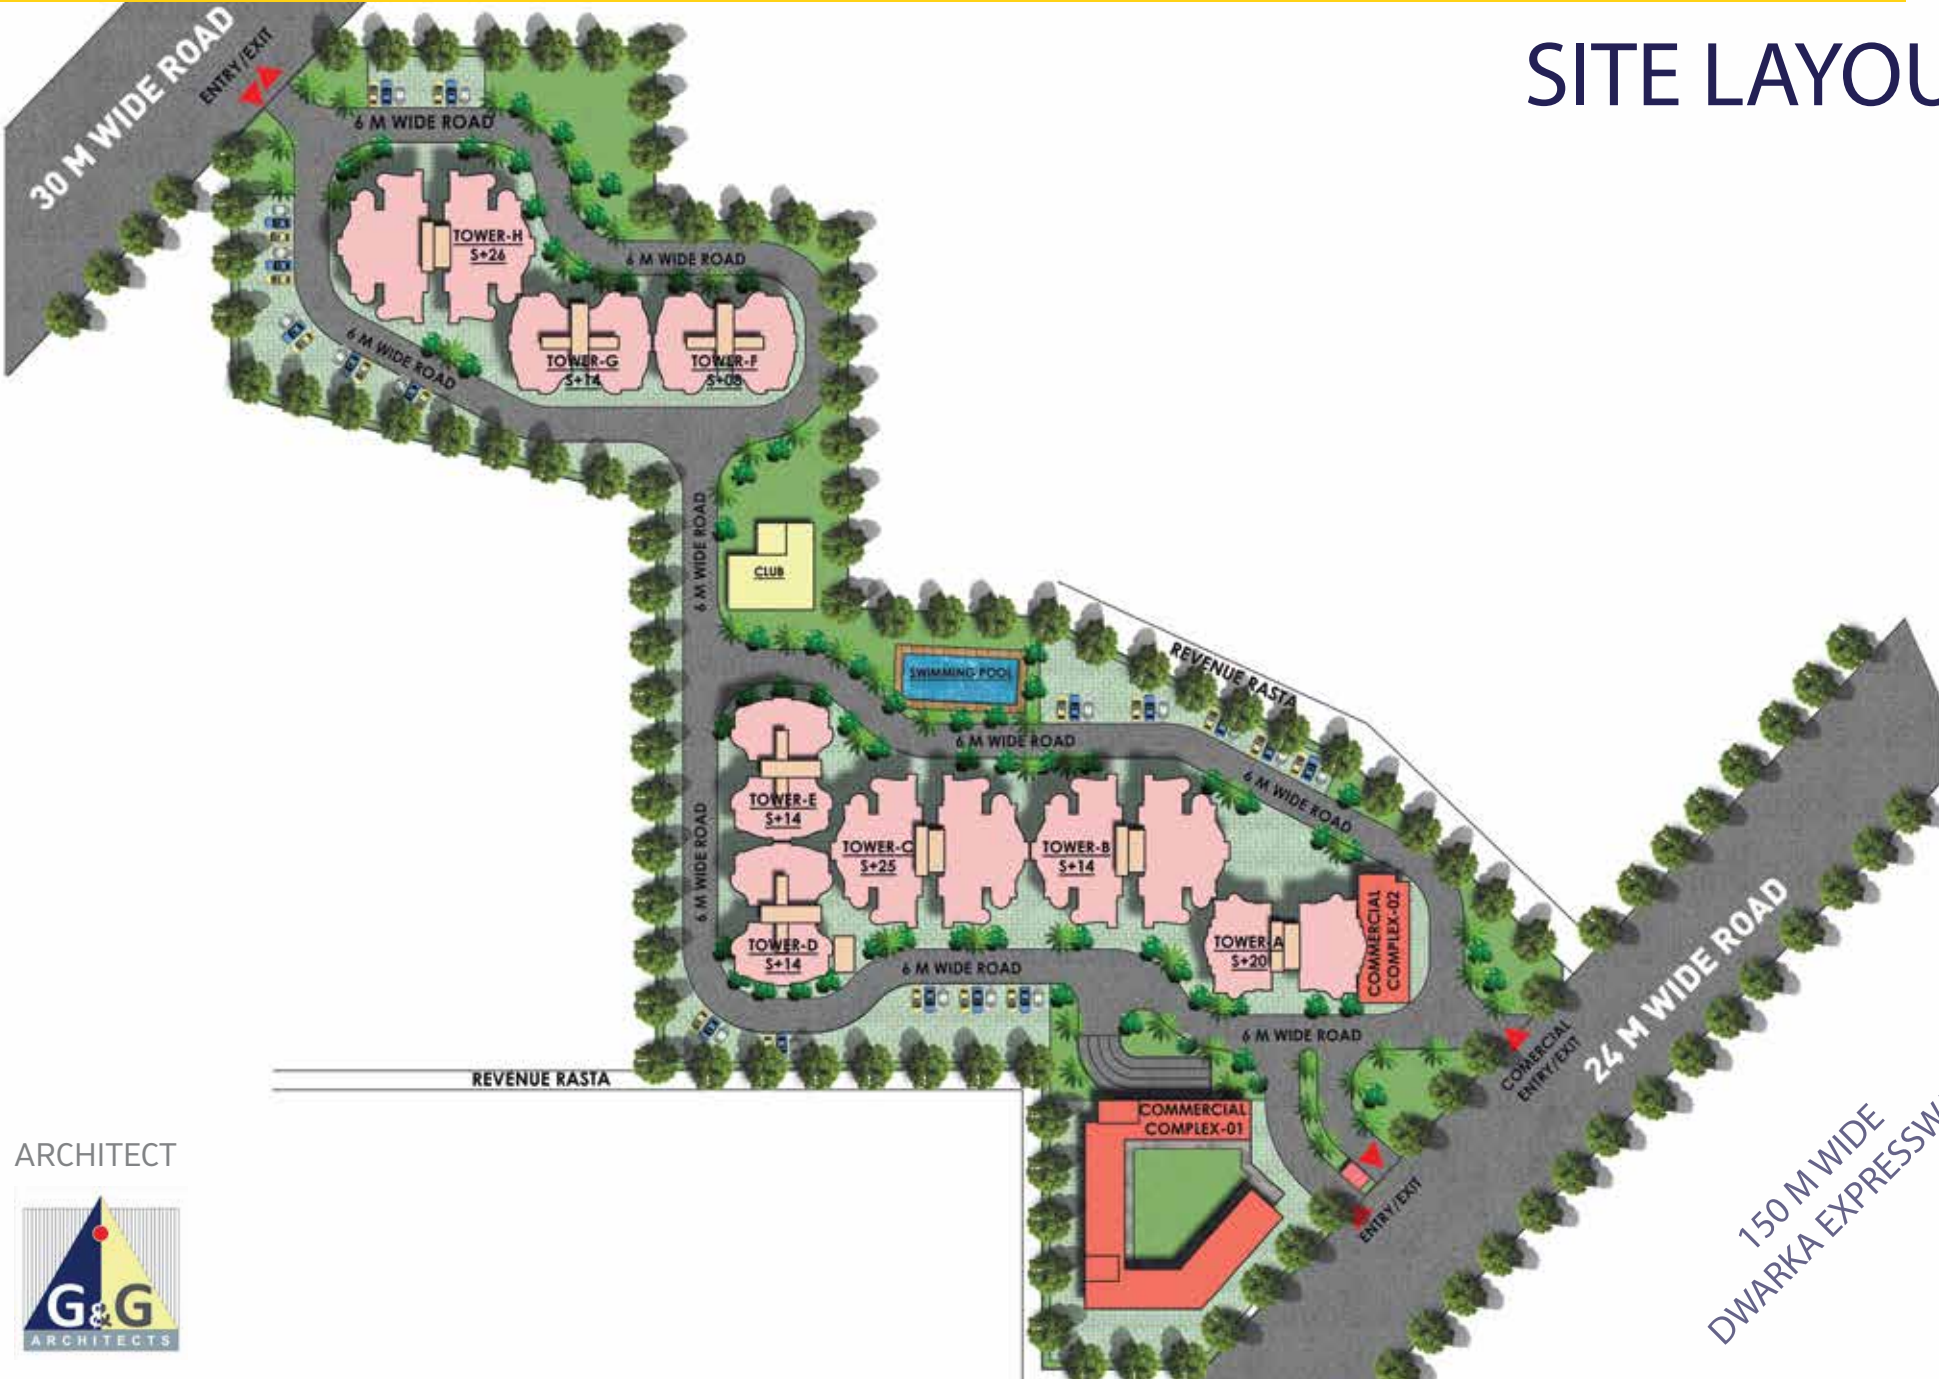 SITE LAYOU
30 M WIDE ROAD
ENTRY/EXIT
6 M WIDE ROAD
TOWER-H
S+26
6 M WIDE ROAD
6 M WIDE ROAD
TOWER-G
S+14
TOWER-F
S+08
6 M WIDE ROAD
CLUB
SWIMMING POOL
REVENUE RASTA
6 M WIDE ROAD
6 M WIDE ROAD
TOWER-E
S+14
6 M WIDE ROAD
TOWER-C
S+25
TOWER-B
S+14
TOWER-D
S+14
TOWER-A
S+20
COMMERCIAL
COMPLEX-02
6 M WIDE ROAD
6 M WIDE ROAD
COMERCIAL
ENTRY/EXIT
24 M WIDE ROAD
REVENUE RASTA
COMMERCIAL
COMPLEX-01
ENTRY/EXIT
150 M WIDE
DWARKA EXPRESSW
ARCHITECT
G&G
ARCHITECTS